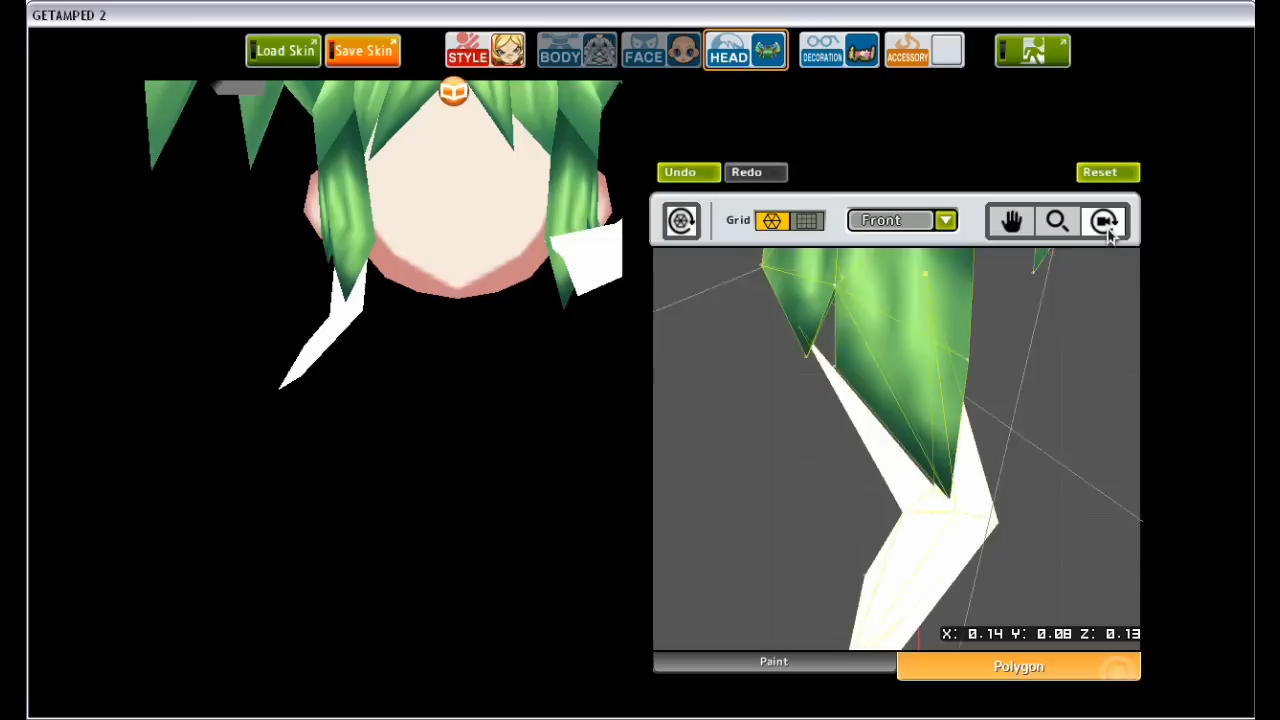 GETAMPED 2
Load Skin Save Skin STYLE BODY FACE HEAD DECORATION ACCESSORY
Undo Redo Reset
Grid Front
X: 0.14 Y: 0.08 Z: 0.13
Paint Polygon